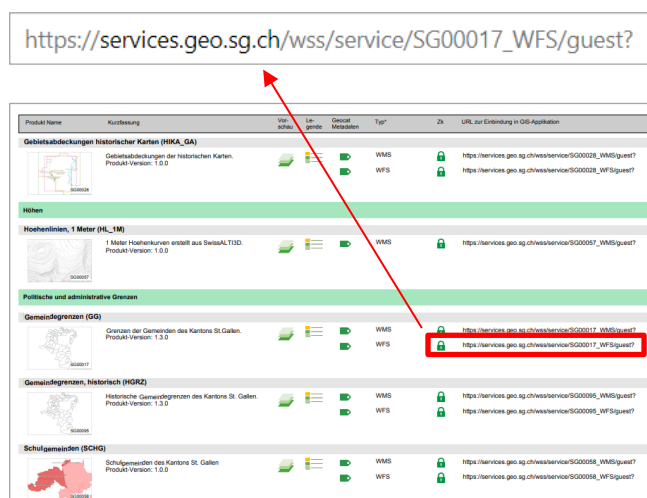 https://services.geo.sg.ch/wss/service/SG00017_WFS/guest?
Produkt Name Kurzfassung Vor- schau Le- gende Geocat Metadaten Typ* Zk URL zur Einbindung in GIS-Applikation
Gebietsabdeckungen historischer Karten (HIKA_GA)
Gebietsabdeckungen der historischen Karten. WMS https://services.geo.sg.ch/wss/service/SG00028_WMS/guest?
Produkt-Version: 1.0.0
WFS https://services.geo.sg.ch/wss/service/SG00028_WFS/guest?
SG00028
Höhen
Hoehenlinien, 1 Meter (HL_1M)
1 Meter Hoehenkurven erstellt aus SwissALTI3D. WMS https://services.geo.sg.ch/wss/service/SG00057_WMS/guest?
Produkt-Version: 1.0.0
SG00057
Politische und administrative Grenzen
Gemeindegrenzen (GG)
Grenzen der Gemeinden des Kantons St.Gallen. WMS https://services.geo.sg.ch/wss/service/SG00017_WMS/guest?
Produkt-Version: 1.3.0
WFS https://services.geo.sg.ch/wss/service/SG00017_WFS/guest?
SG00017
Gemeindegrenzen, historisch (HGRZ)
Historische Gemeindegrenzen des Kantons St. Gallen. WMS https://services.geo.sg.ch/wss/service/SG00095_WMS/guest?
Produkt-Version: 1.3.0
WFS https://services.geo.sg.ch/wss/service/SG00095_WFS/guest?
SG00095
Schulgemeinden (SCHG)
Schulgemeinden des Kantons St. Gallen WMS https://services.geo.sg.ch/wss/service/SG00058_WMS/guest?
Produkt-Version: 1.0.0
WFS https://services.geo.sg.ch/wss/service/SG00058_WFS/guest?
SG00058 /